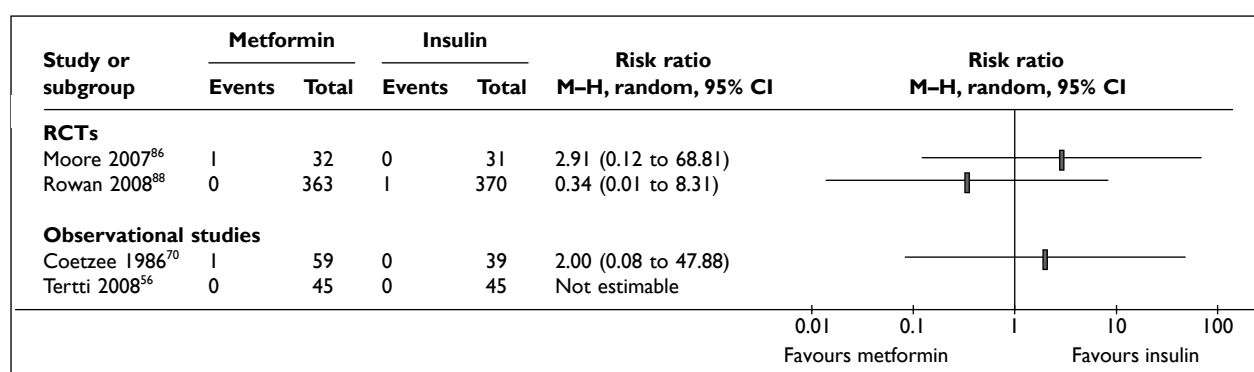 Metformin Insulin
Study or subgroup Events Total Events Total Risk ratio M–H, random, 95% CI Risk ratio M–H, random, 95% CI
RCTs
Moore 2007⁸⁶ 1 32 0 31 2.91 (0.12 to 68.81)
Rowan 2008⁸⁸ 0 363 1 370 0.34 (0.01 to 8.31)
Observational studies
Coetzee 1986⁷⁰ 1 59 0 39 2.00 (0.08 to 47.88)
Tertti 2008⁵⁶ 0 45 0 45 Not estimable
0.01 0.1 1 10 100
Favours metformin Favours insulin